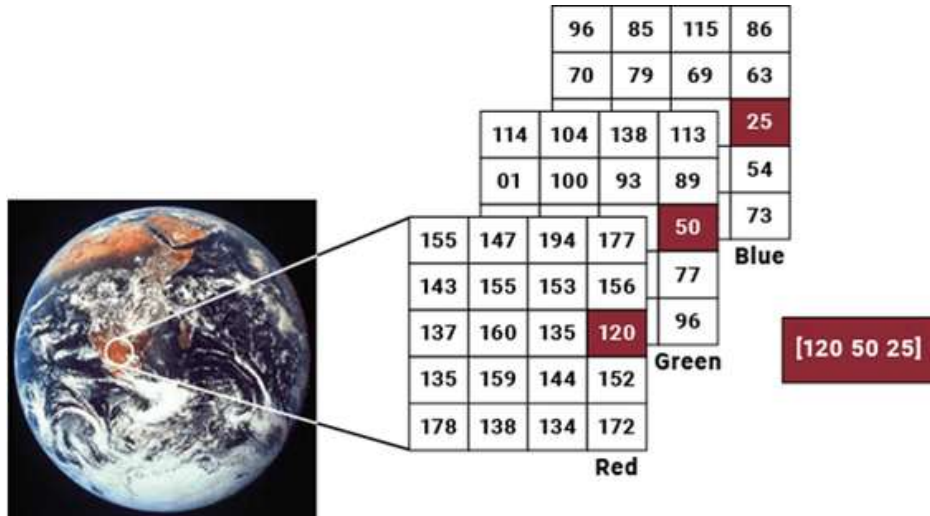 96 85 115 86
70 79 69 63
25
54
73
Blue
114 104 138 113
01 100 93 89
50
77
96
Green
155 147 194 177
143 155 153 156
137 160 135 120
135 159 144 152
178 138 134 172
Red
[120 50 25]